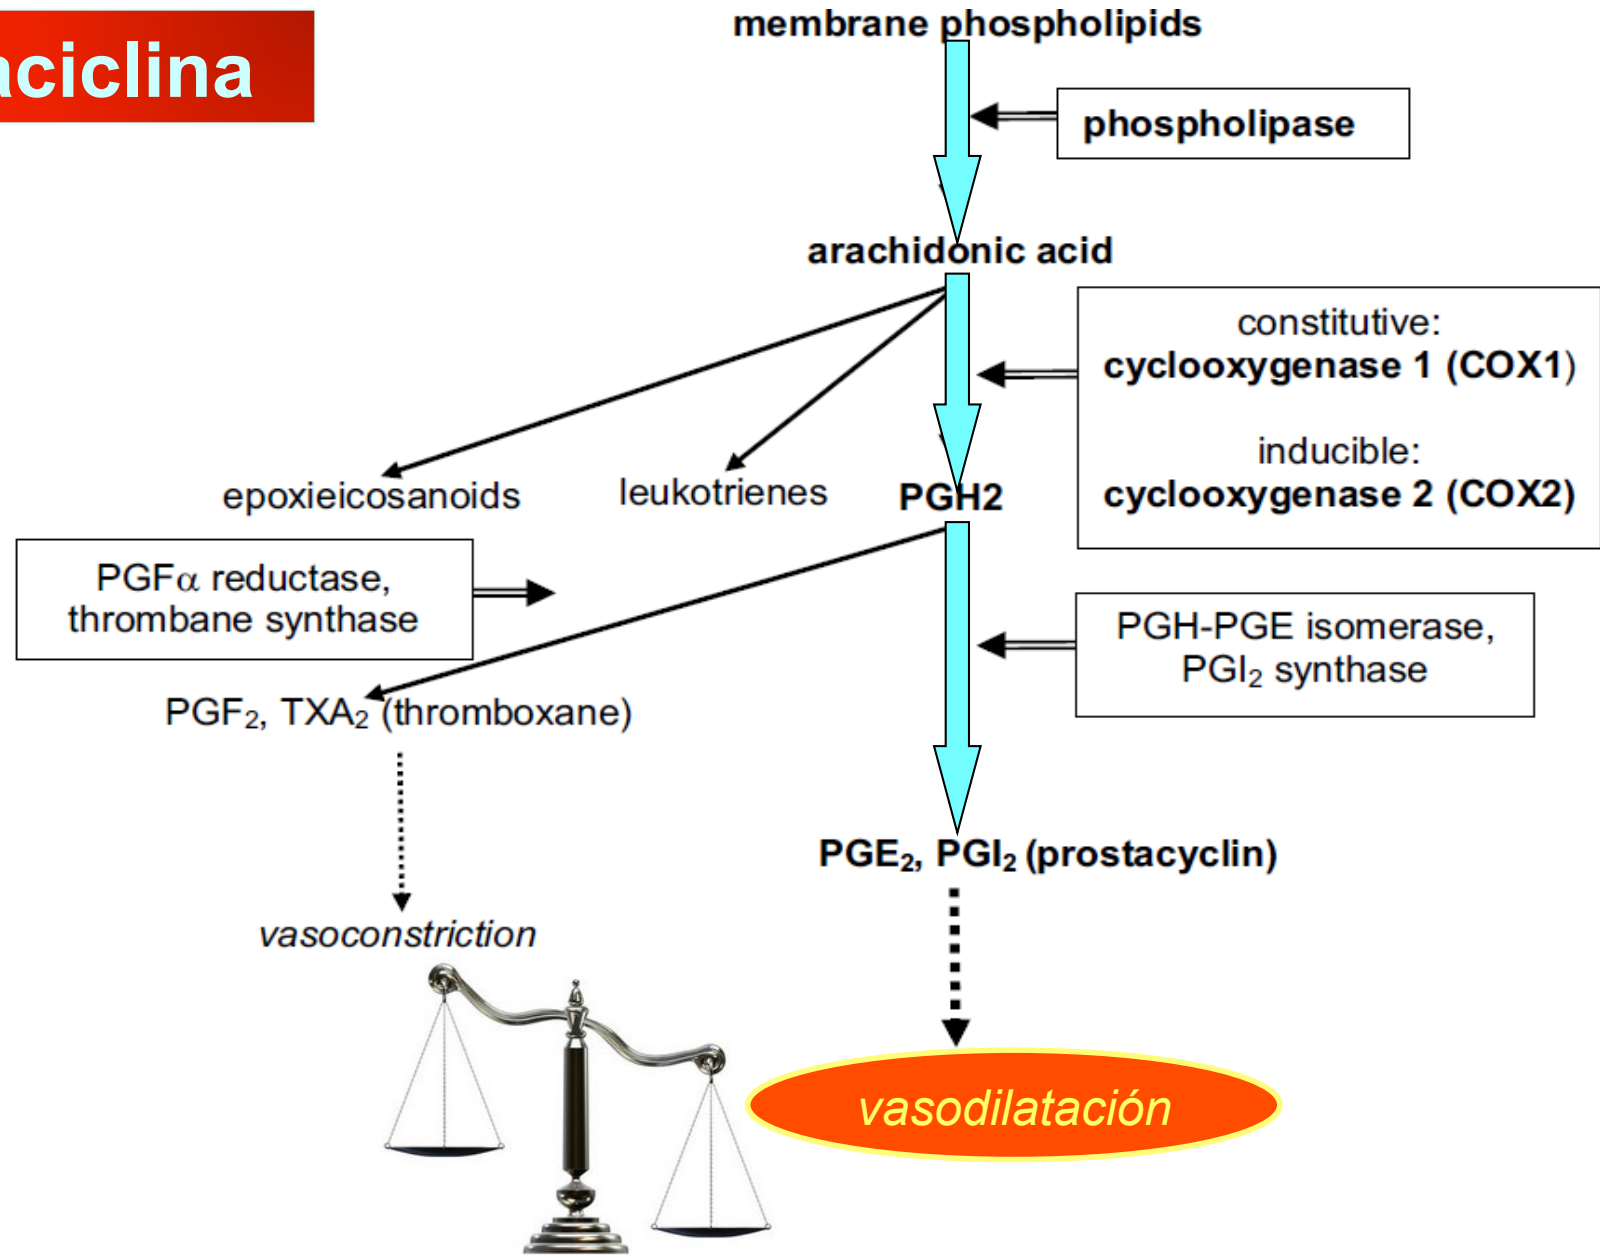 aciclina
membrane phospholipids
phospholipase
arachidonic acid
constitutive:
cyclooxygenase 1 (COX1)
inducible:
cyclooxygenase 2 (COX2)
epoxieicosanoids
leukotrienes
PGH2
PGFα reductase,
thrombane synthase
PGH-PGE isomerase,
PGI₂ synthase
PGF₂, TXA₂ (thromboxane)
PGE₂, PGI₂ (prostacyclin)
vasoconstriction
vasodilatación